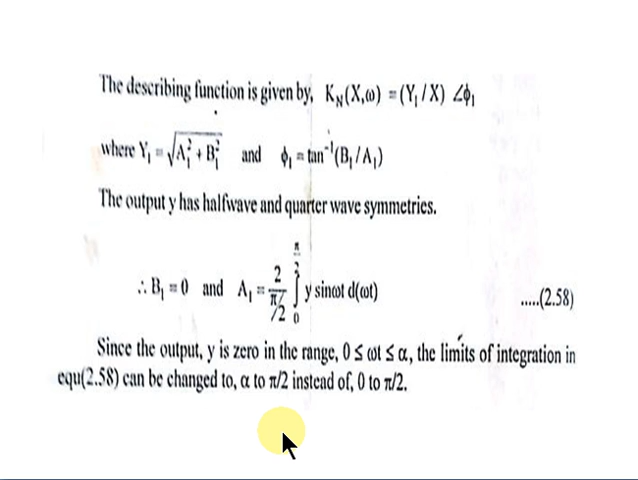 The describing function is given by, K_N(X,ω) = (Y₁ / X) ∠ϕ₁
where Y₁ = √(A₁² + B₁²) and ϕ₁ = tan⁻¹(B₁ / A₁)
The output y has halfwave and quarter wave symmetries.
∴ B₁ = 0 and A₁ = 2/(π/2) ∫₀^(π/2) y sinωt d(ωt) .....(2.58)
Since the output, y is zero in the range, 0 ≤ ωt ≤ α, the limits of integration in
equ(2.58) can be changed to, α to π/2 instead of, 0 to π/2.